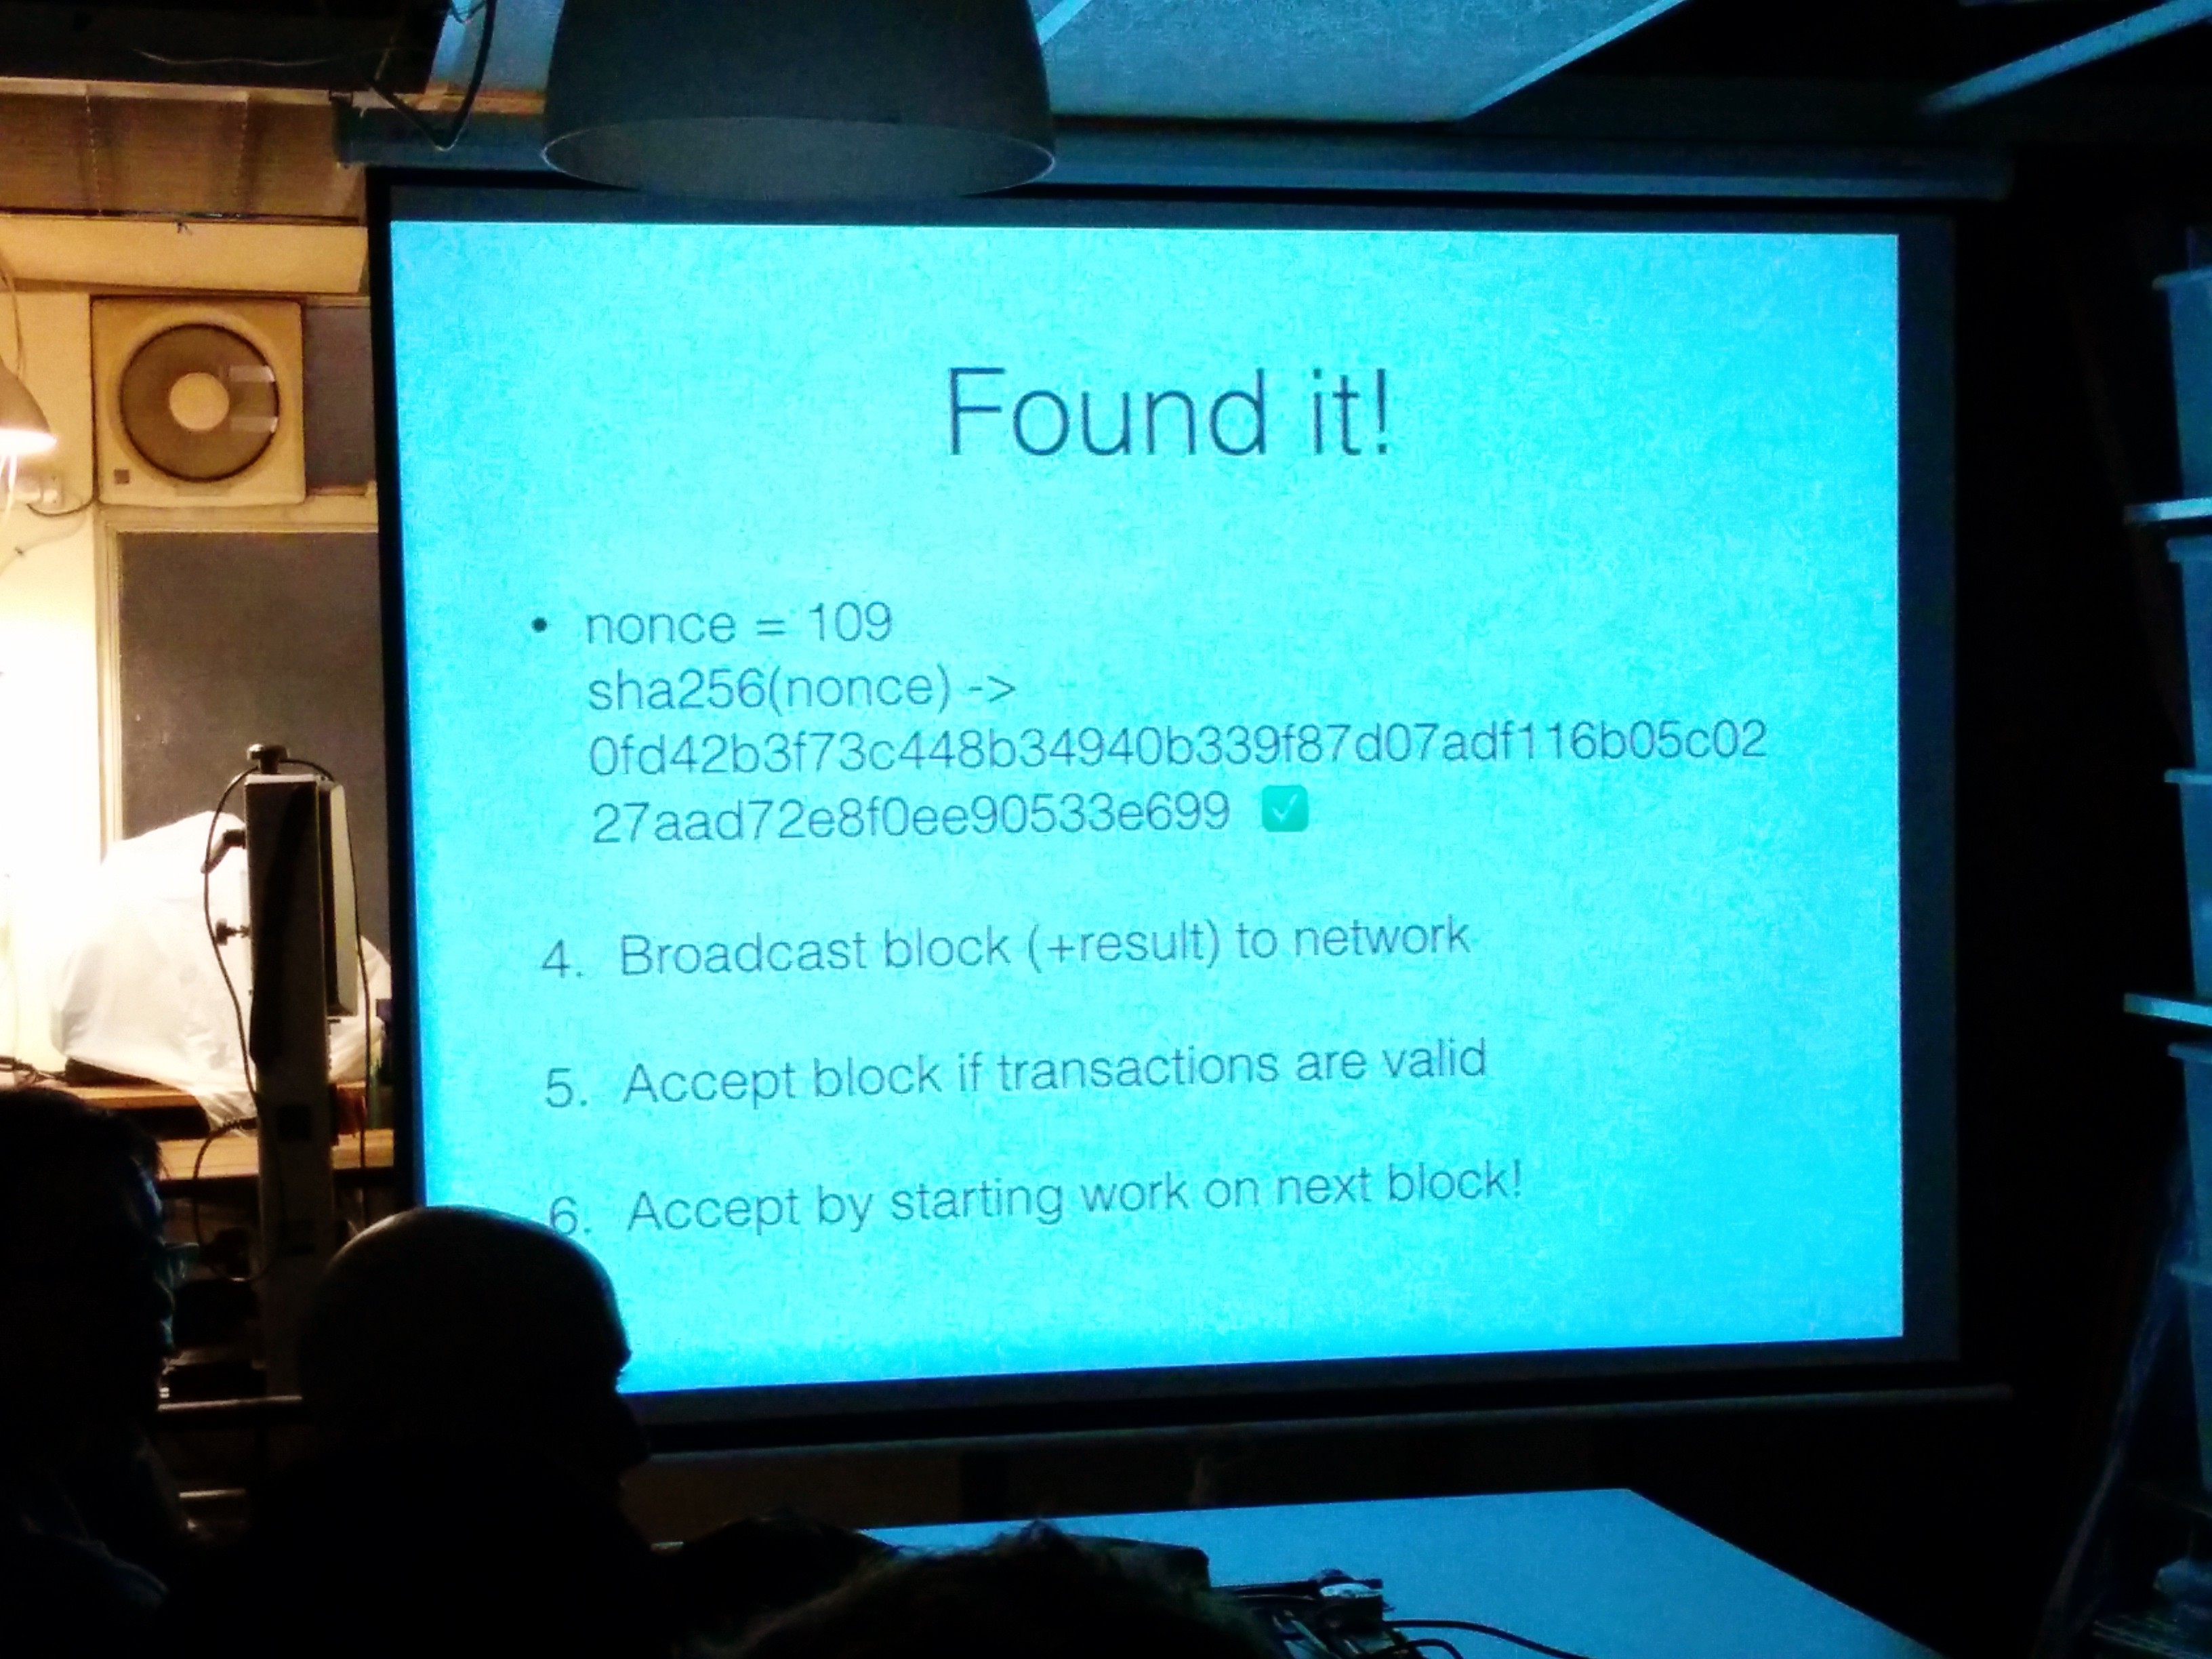 Found it!
• nonce = 109
sha256(nonce) ->
0fd42b3f73c448b34940b339f87d07adf116b05c02
27aad72e8f0ee90533e699 ✅
4. Broadcast block (+result) to network
5. Accept block if transactions are valid
6. Accept by starting work on next block!